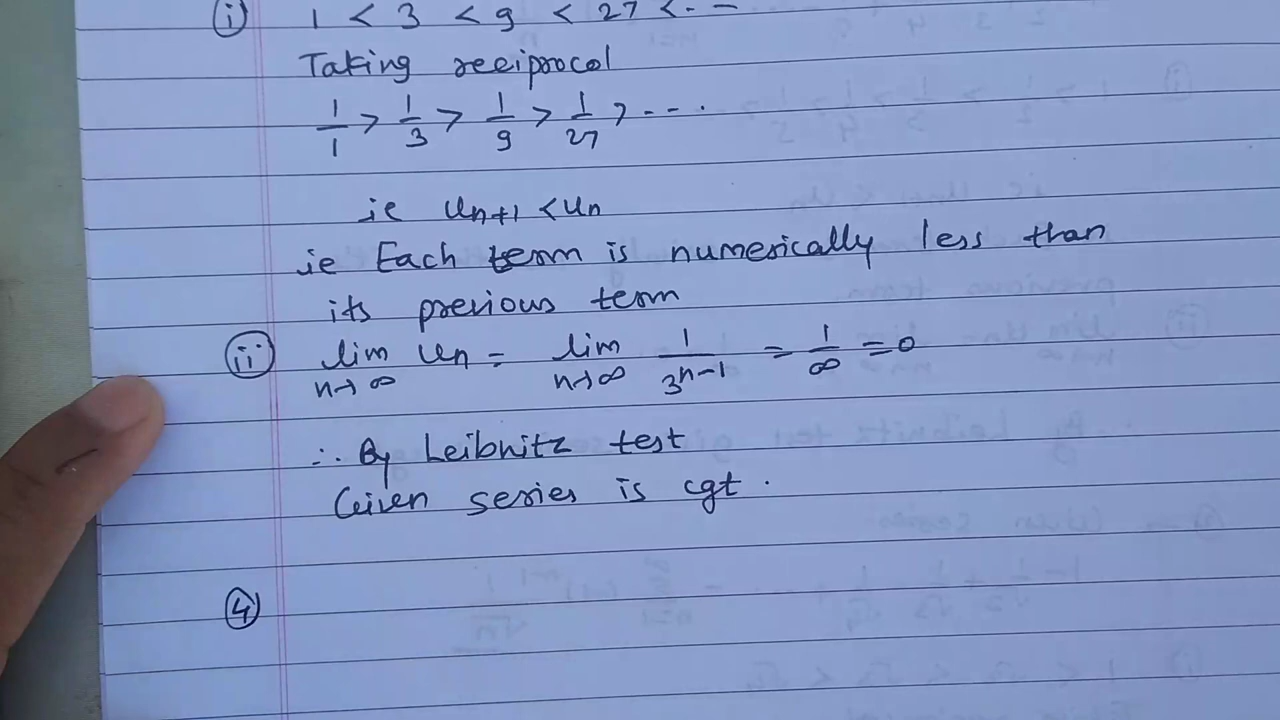 (i) 1 < 3 < 9 < 27 < - -
Taking reciprocal
1/1 > 1/3 > 1/9 > 1/27 > - - - .
ie Un+1 < Un
ie Each term is numerically less than
its previous term
(ii) lim n→∞ Un = lim n→∞ 1/3^(n-1) = 1/∞ = 0
∴ By Leibnitz test
Given series is cgt .
(4)